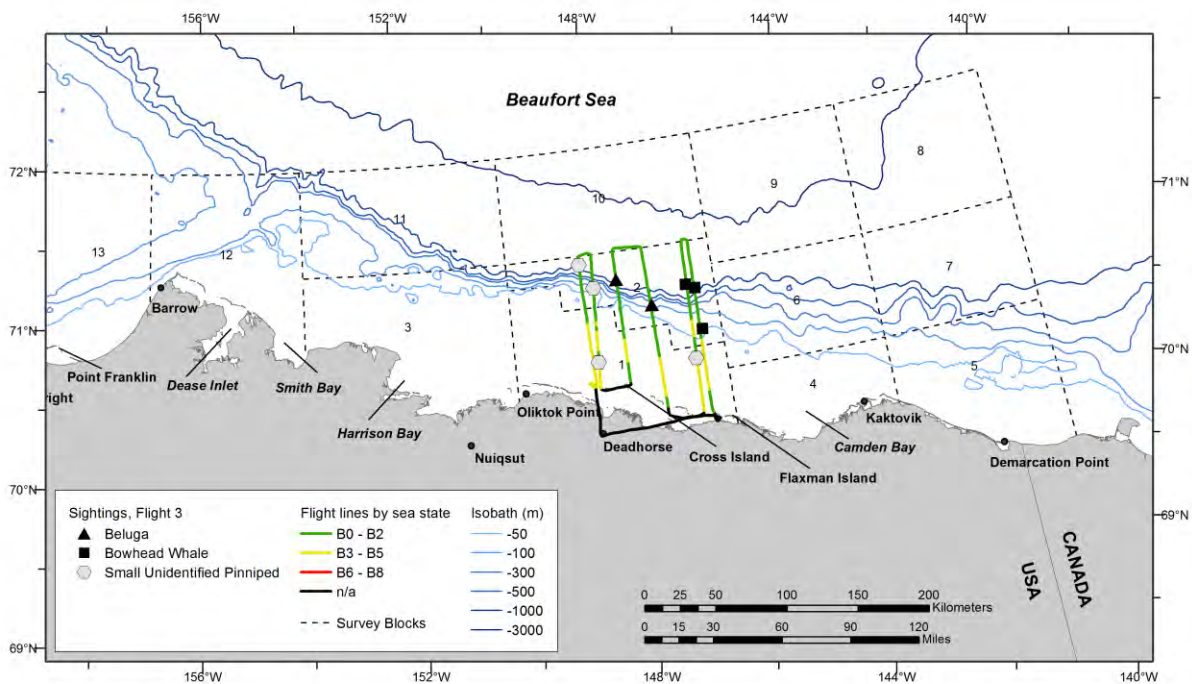 156°W 152°W 148°W 144°W 140°W
Beaufort Sea
8
9
72°N
71°N
10
11
13
12
7
2
6
Barrow
71°N
3
70°N
Point Franklin
Dease Inlet
Smith Bay
1
5
4
right
Harrison Bay
Oliktok Point
Kaktovik
Nuiqsut
Deadhorse
Cross Island
Camden Bay
Flaxman Island
Demarcation Point
70°N
69°N
Sightings, Flight 3
Beluga
Bowhead Whale
Small Unidentified Pinniped
Flight lines by sea state
B0 - B2
B3 - B5
B6 - B8
n/a
Survey Blocks
Isobath (m)
-50
-100
-300
-500
-1000
-3000
USA
CANADA
0 25 50 100 150 200
Kilometers
0 15 30 60 90 120
Miles
69°N
156°W 152°W 148°W 144°W 140°W